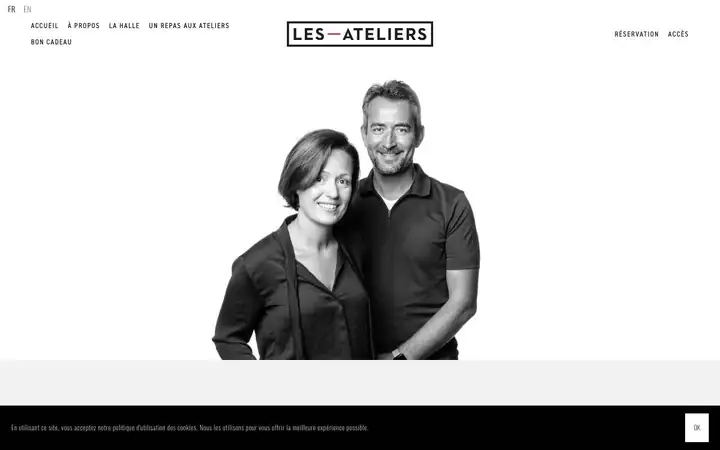 FR EN
ACCUEIL À PROPOS LA HALLE UN REPAS AUX ATELIERS
BON CADEAU
LES—ATELIERS
RÉSERVATION ACCÈS
En utilisant ce site, vous acceptez notre politique d'utilisation des cookies. Nous les utilisons pour vous offrir la meilleure expérience possible.
OK